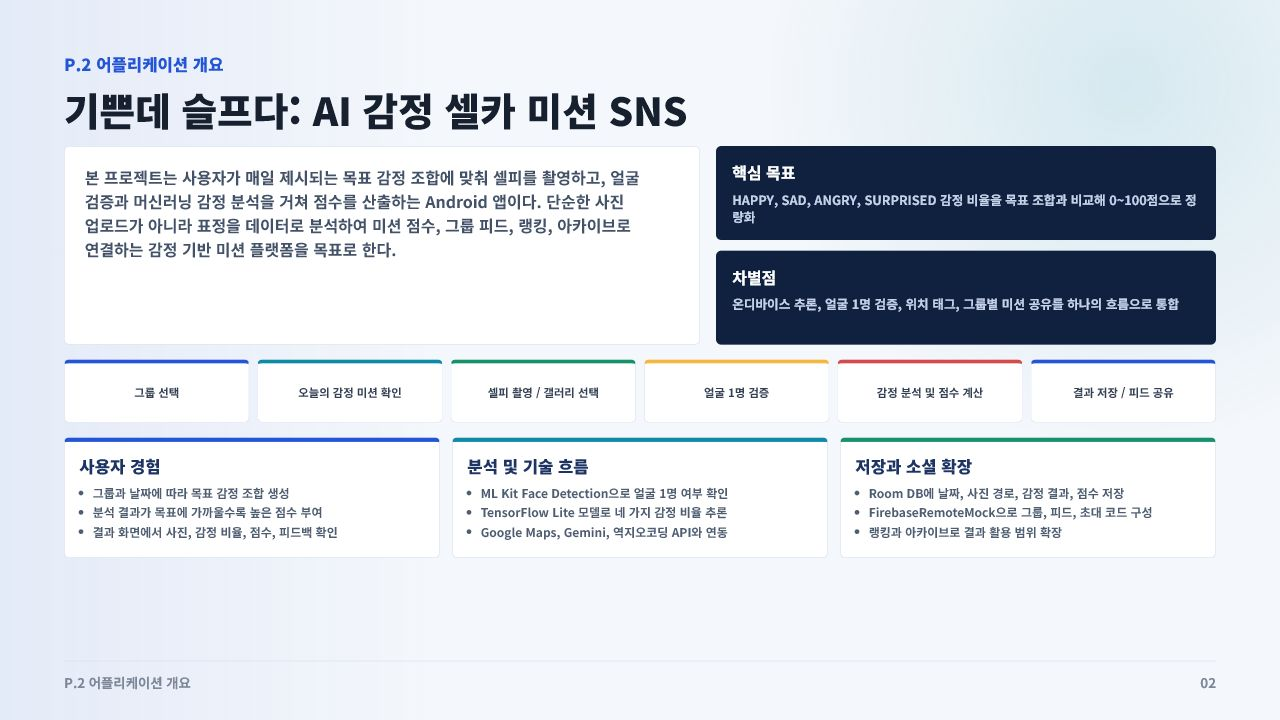 P.2 어플리케이션 개요
기쁜데 슬프다: AI 감정 셀카 미션 SNS
본 프로젝트는 사용자가 매일 제시되는 목표 감정 조합에 맞춰 셀피를 촬영하고, 얼굴
검증과 머신러닝 감정 분석을 거쳐 점수를 산출하는 Android 앱이다. 단순한 사진
업로드가 아니라 표정을 데이터로 분석하여 미션 점수, 그룹 피드, 랭킹, 아카이브로
연결하는 감정 기반 미션 플랫폼을 목표로 한다.
핵심 목표
HAPPY, SAD, ANGRY, SURPRISED 감정 비율을 목표 조합과 비교해 0~100점으로 정
량화
차별점
온디바이스 추론, 얼굴 1명 검증, 위치 태그, 그룹별 미션 공유를 하나의 흐름으로 통합
그룹 선택
오늘의 감정 미션 확인
셀피 촬영 / 갤러리 선택
얼굴 1명 검증
감정 분석 및 점수 계산
결과 저장 / 피드 공유
사용자 경험
• 그룹과 날짜에 따라 목표 감정 조합 생성
• 분석 결과가 목표에 가까울수록 높은 점수 부여
• 결과 화면에서 사진, 감정 비율, 점수, 피드백 확인
분석 및 기술 흐름
• ML Kit Face Detection으로 얼굴 1명 여부 확인
• TensorFlow Lite 모델로 네 가지 감정 비율 추론
• Google Maps, Gemini, 역지오코딩 API와 연동
저장과 소셜 확장
• Room DB에 날짜, 사진 경로, 감정 결과, 점수 저장
• FirebaseRemoteMock으로 그룹, 피드, 초대 코드 구성
• 랭킹과 아카이브로 결과 활용 범위 확장
P.2 어플리케이션 개요
02